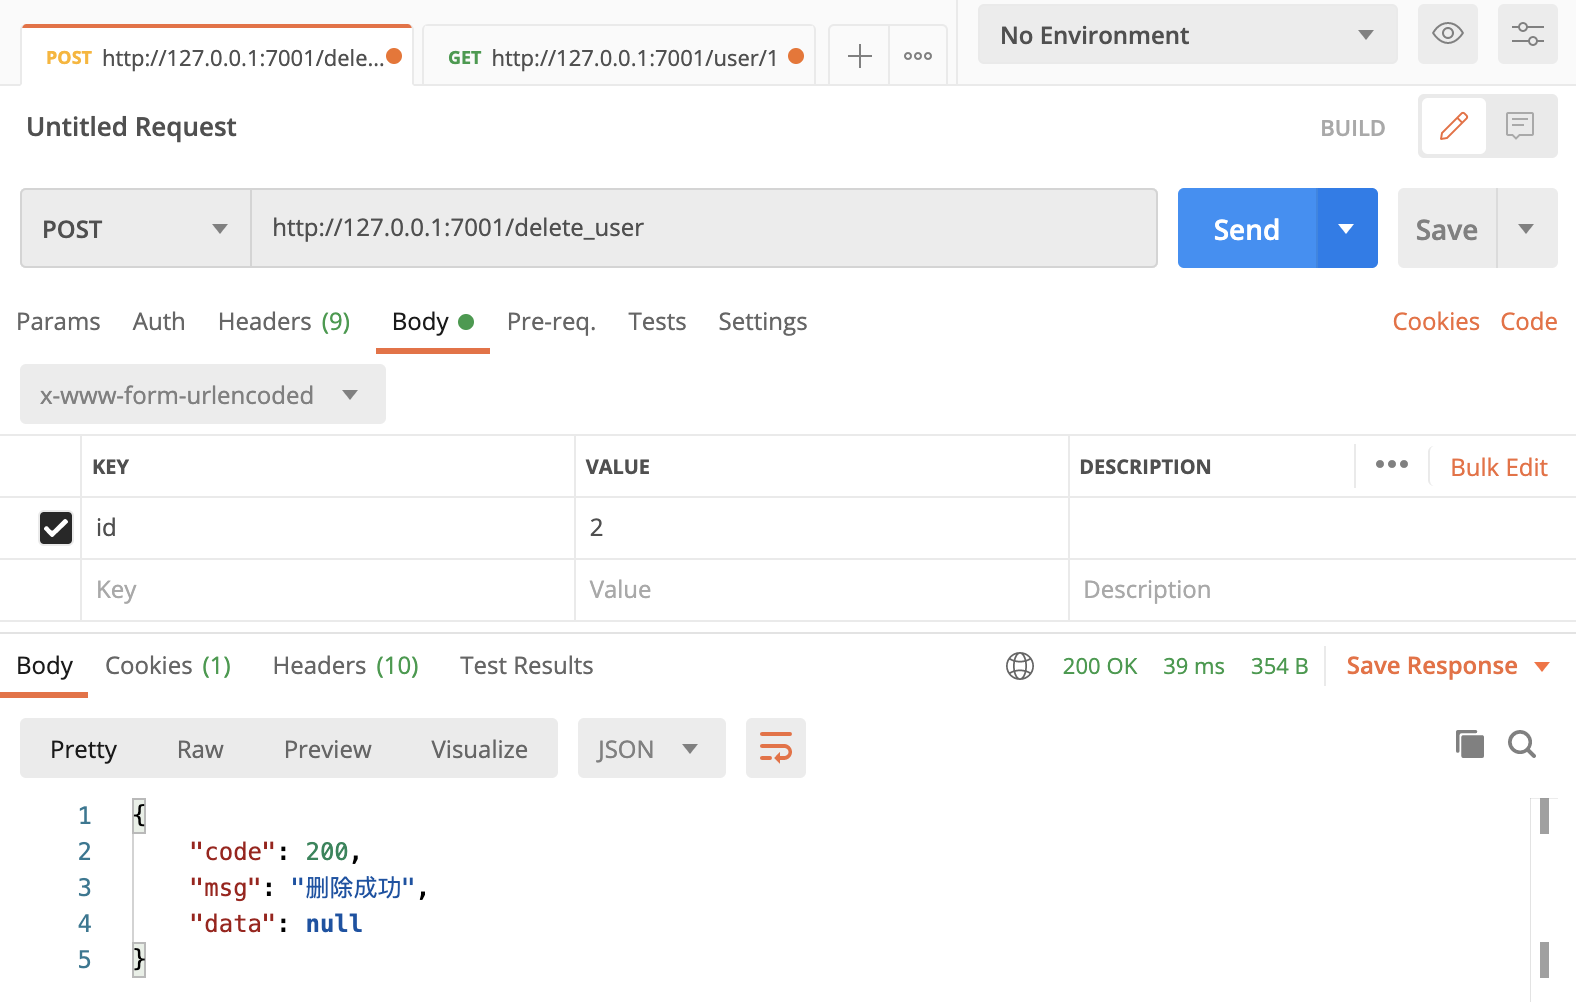 POST http://127.0.0.1:7001/dele... GET http://127.0.0.1:7001/user/1 No Environment
Untitled Request BUILD
POST http://127.0.0.1:7001/delete_user Send Save
Params Auth Headers (9) Body Pre-req. Tests Settings Cookies Code
x-www-form-urlencoded
KEY VALUE DESCRIPTION ••• Bulk Edit
id 2
Key Value Description
Body Cookies (1) Headers (10) Test Results 200 OK 39 ms 354 B Save Response
Pretty Raw Preview Visualize JSON
1 {
2 "code": 200,
3 "msg": "删除成功",
4 "data": null
5 }